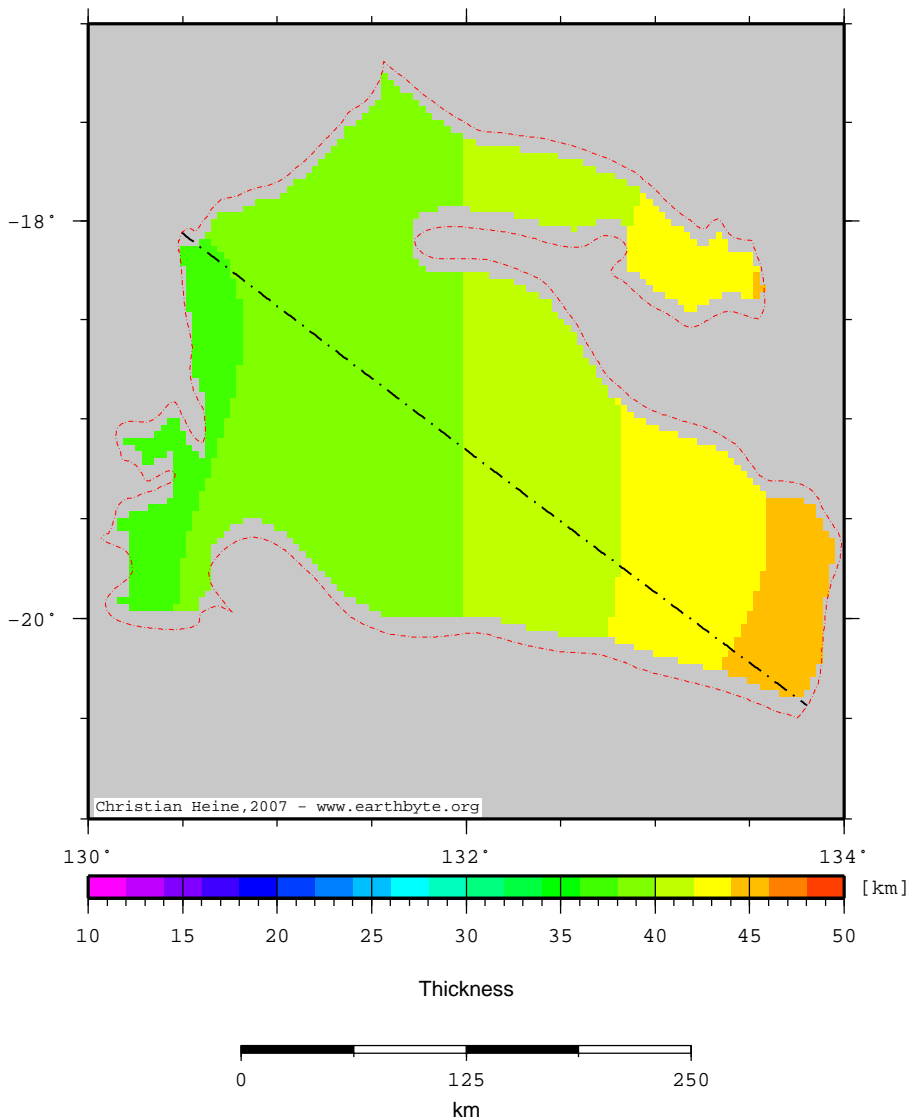 -18°
-20°
Christian Heine,2007 - www.earthbyte.org
130° 132° 134°
[km]
10 15 20 25 30 35 40 45 50
Thickness
0 125 250
km